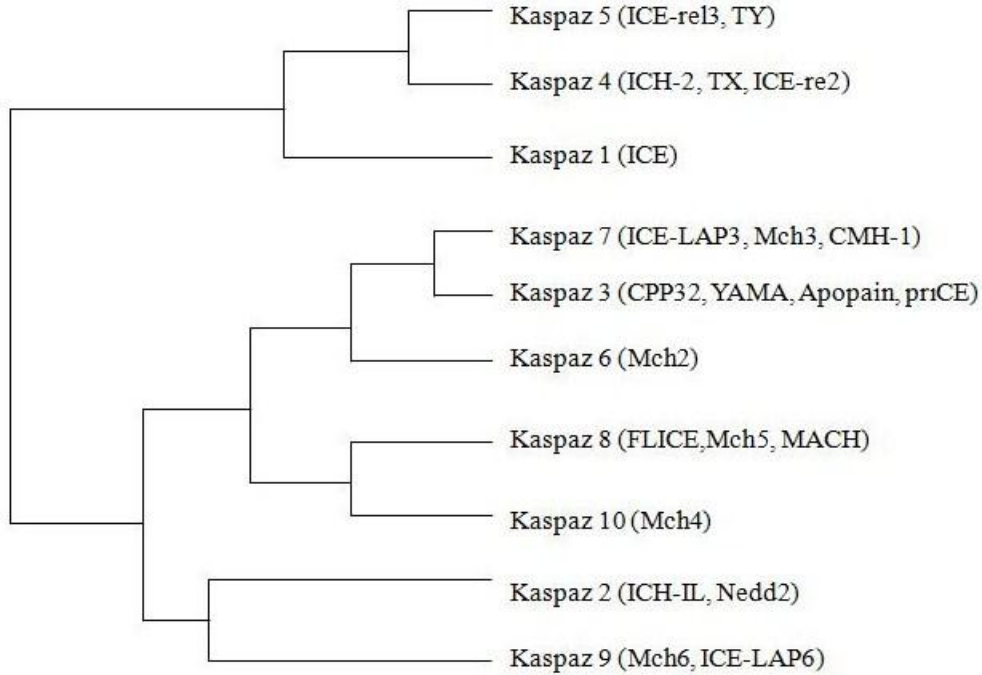 Kaspaz 5 (ICE-rel3, TY)
Kaspaz 4 (ICH-2, TX, ICE-re2)
Kaspaz 1 (ICE)
Kaspaz 7 (ICE-LAP3, Mch3, CMH-1)
Kaspaz 3 (CPP32, YAMA, Apopain, prıCE)
Kaspaz 6 (Mch2)
Kaspaz 8 (FLICE,Mch5, MACH)
Kaspaz 10 (Mch4)
Kaspaz 2 (ICH-IL, Nedd2)
Kaspaz 9 (Mch6, ICE-LAP6)